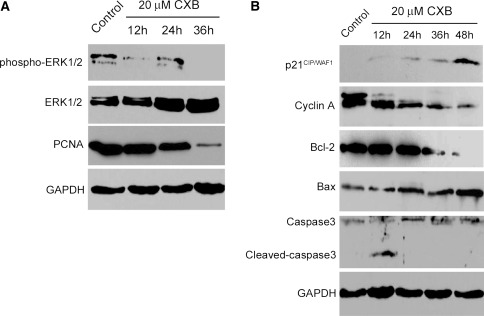 A
Control
20 μM CXB
12h 24h 36h
phospho-ERK1/2
ERK1/2
PCNA
GAPDH
B
Control
20 μM CXB
12h 24h 36h 48h
p21CIP/WAF1
Cyclin A
Bcl-2
Bax
Caspase3
Cleaved-caspase3
GAPDH